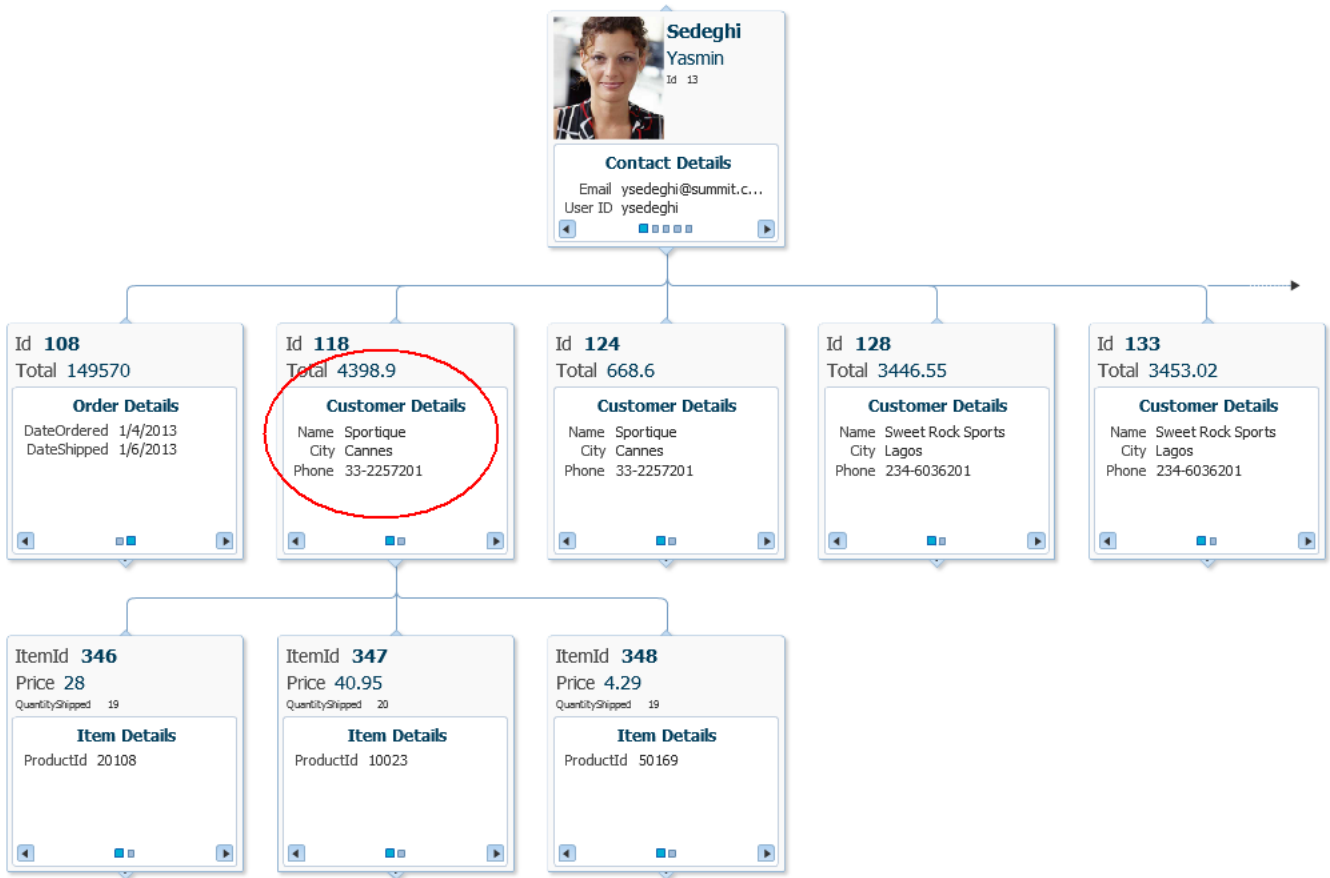 Sedeghi
Yasmin
Id 13
Contact Details
Email ysedeghi@summit.c...
User ID ysedeghi
Id 108
Total 149570
Order Details
DateOrdered 1/4/2013
DateShipped 1/6/2013
Id 118
Total 4398.9
Customer Details
Name Sportique
City Cannes
Phone 33-2257201
Id 124
Total 668.6
Customer Details
Name Sportique
City Cannes
Phone 33-2257201
Id 128
Total 3446.55
Customer Details
Name Sweet Rock Sports
City Lagos
Phone 234-6036201
Id 133
Total 3453.02
Customer Details
Name Sweet Rock Sports
City Lagos
Phone 234-6036201
ItemId 346
Price 28
QuantityShipped 19
Item Details
ProductId 20108
ItemId 347
Price 40.95
QuantityShipped 20
Item Details
ProductId 10023
ItemId 348
Price 4.29
QuantityShipped 19
Item Details
ProductId 50169